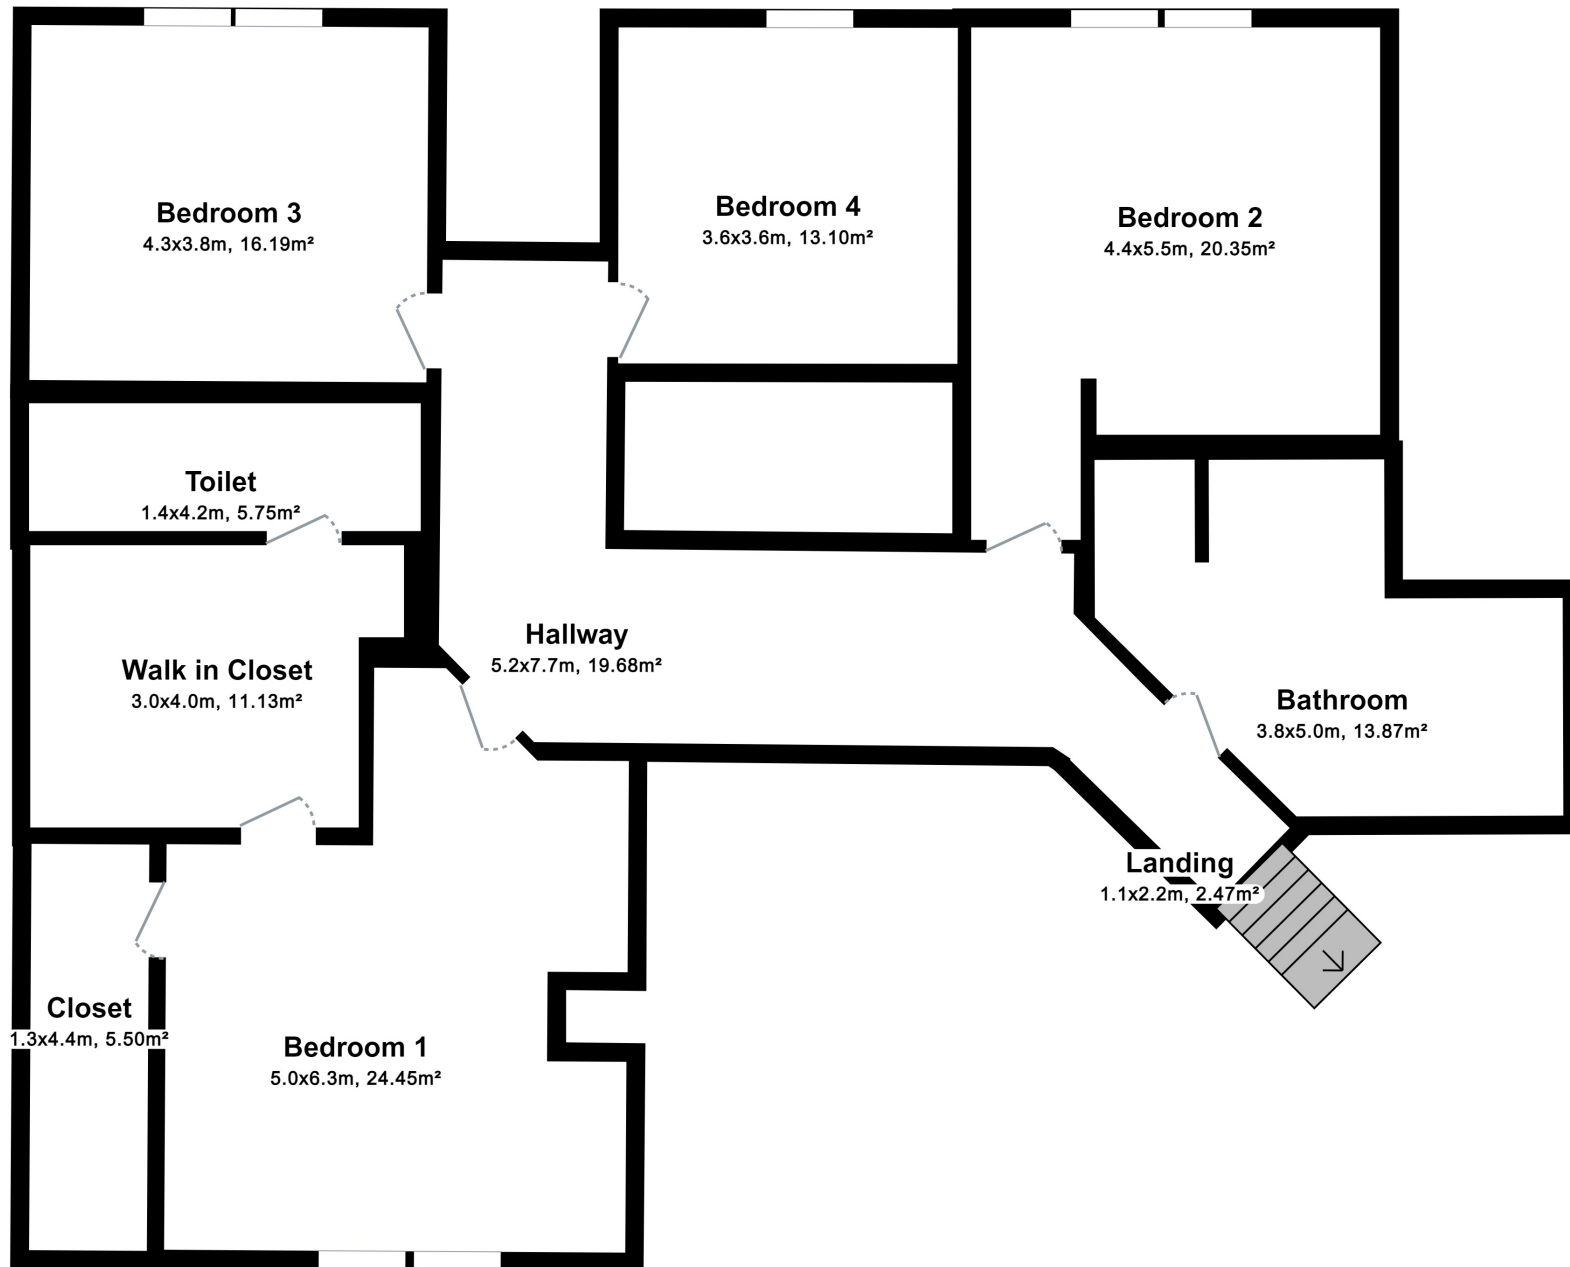 Bedroom 3
4.3x3.8m, 16.19m²
Bedroom 4
3.6x3.6m, 13.10m²
Bedroom 2
4.4x5.5m, 20.35m²
Toilet
1.4x4.2m, 5.75m²
Hallway
5.2x7.7m, 19.68m²
Walk in Closet
3.0x4.0m, 11.13m²
Bathroom
3.8x5.0m, 13.87m²
Landing
1.1x2.2m, 2.47m²
Closet
1.3x4.4m, 5.50m²
Bedroom 1
5.0x6.3m, 24.45m²